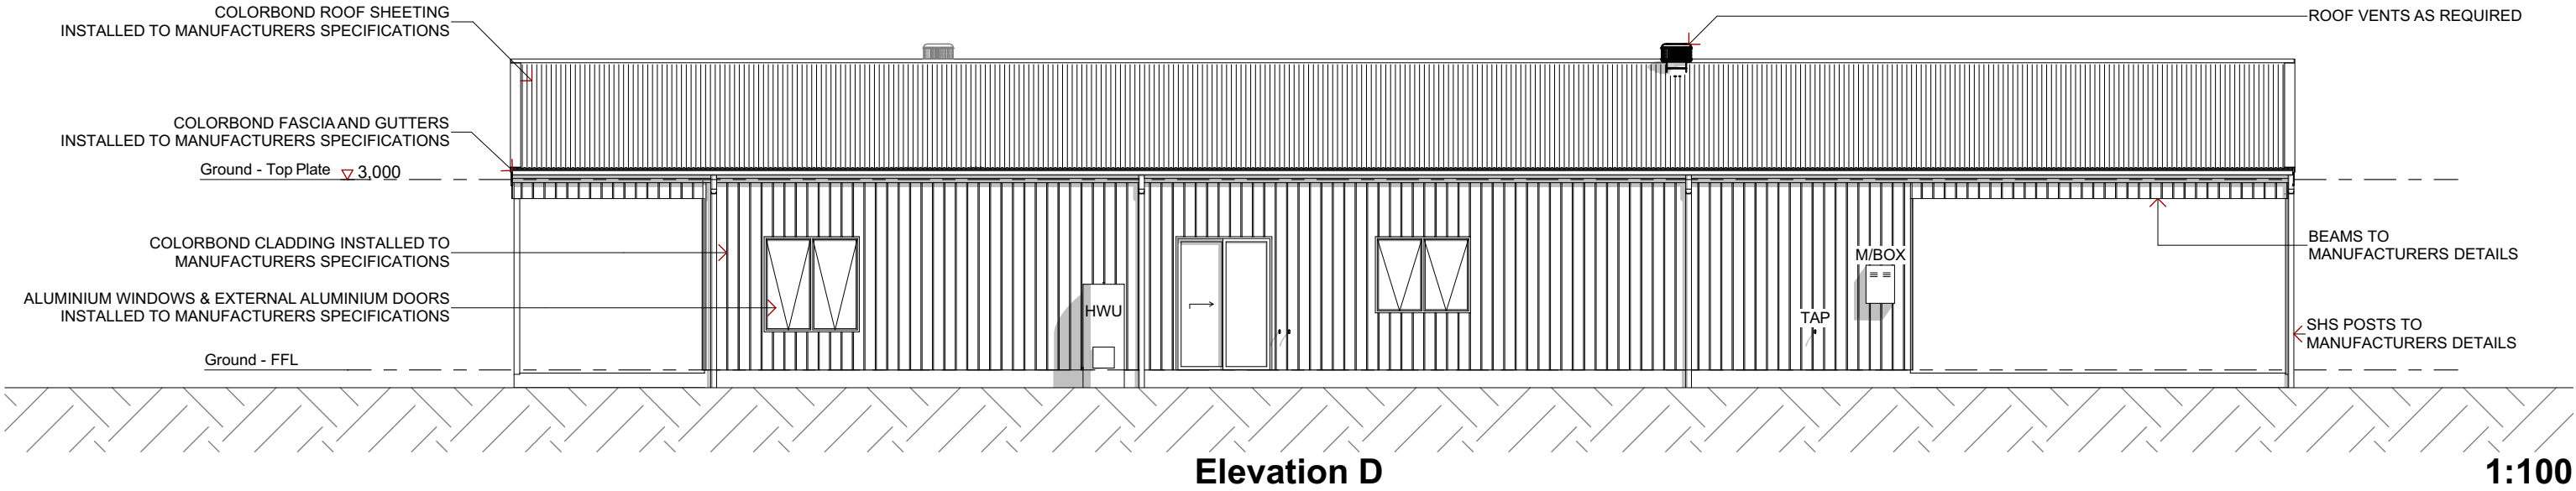 COLORBOND ROOF SHEETING
INSTALLED TO MANUFACTURERS SPECIFICATIONS
ROOF VENTS AS REQUIRED
COLORBOND FASCIA AND GUTTERS
INSTALLED TO MANUFACTURERS SPECIFICATIONS
Ground - Top Plate
3,000
COLORBOND CLADDING INSTALLED TO
MANUFACTURERS SPECIFICATIONS
M/BOX
BEAMS TO
MANUFACTURERS DETAILS
ALUMINIUM WINDOWS & EXTERNAL ALUMINIUM DOORS
INSTALLED TO MANUFACTURERS SPECIFICATIONS
HWU
TAP
SHS POSTS TO
MANUFACTURERS DETAILS
Ground - FFL
Elevation D
1:100